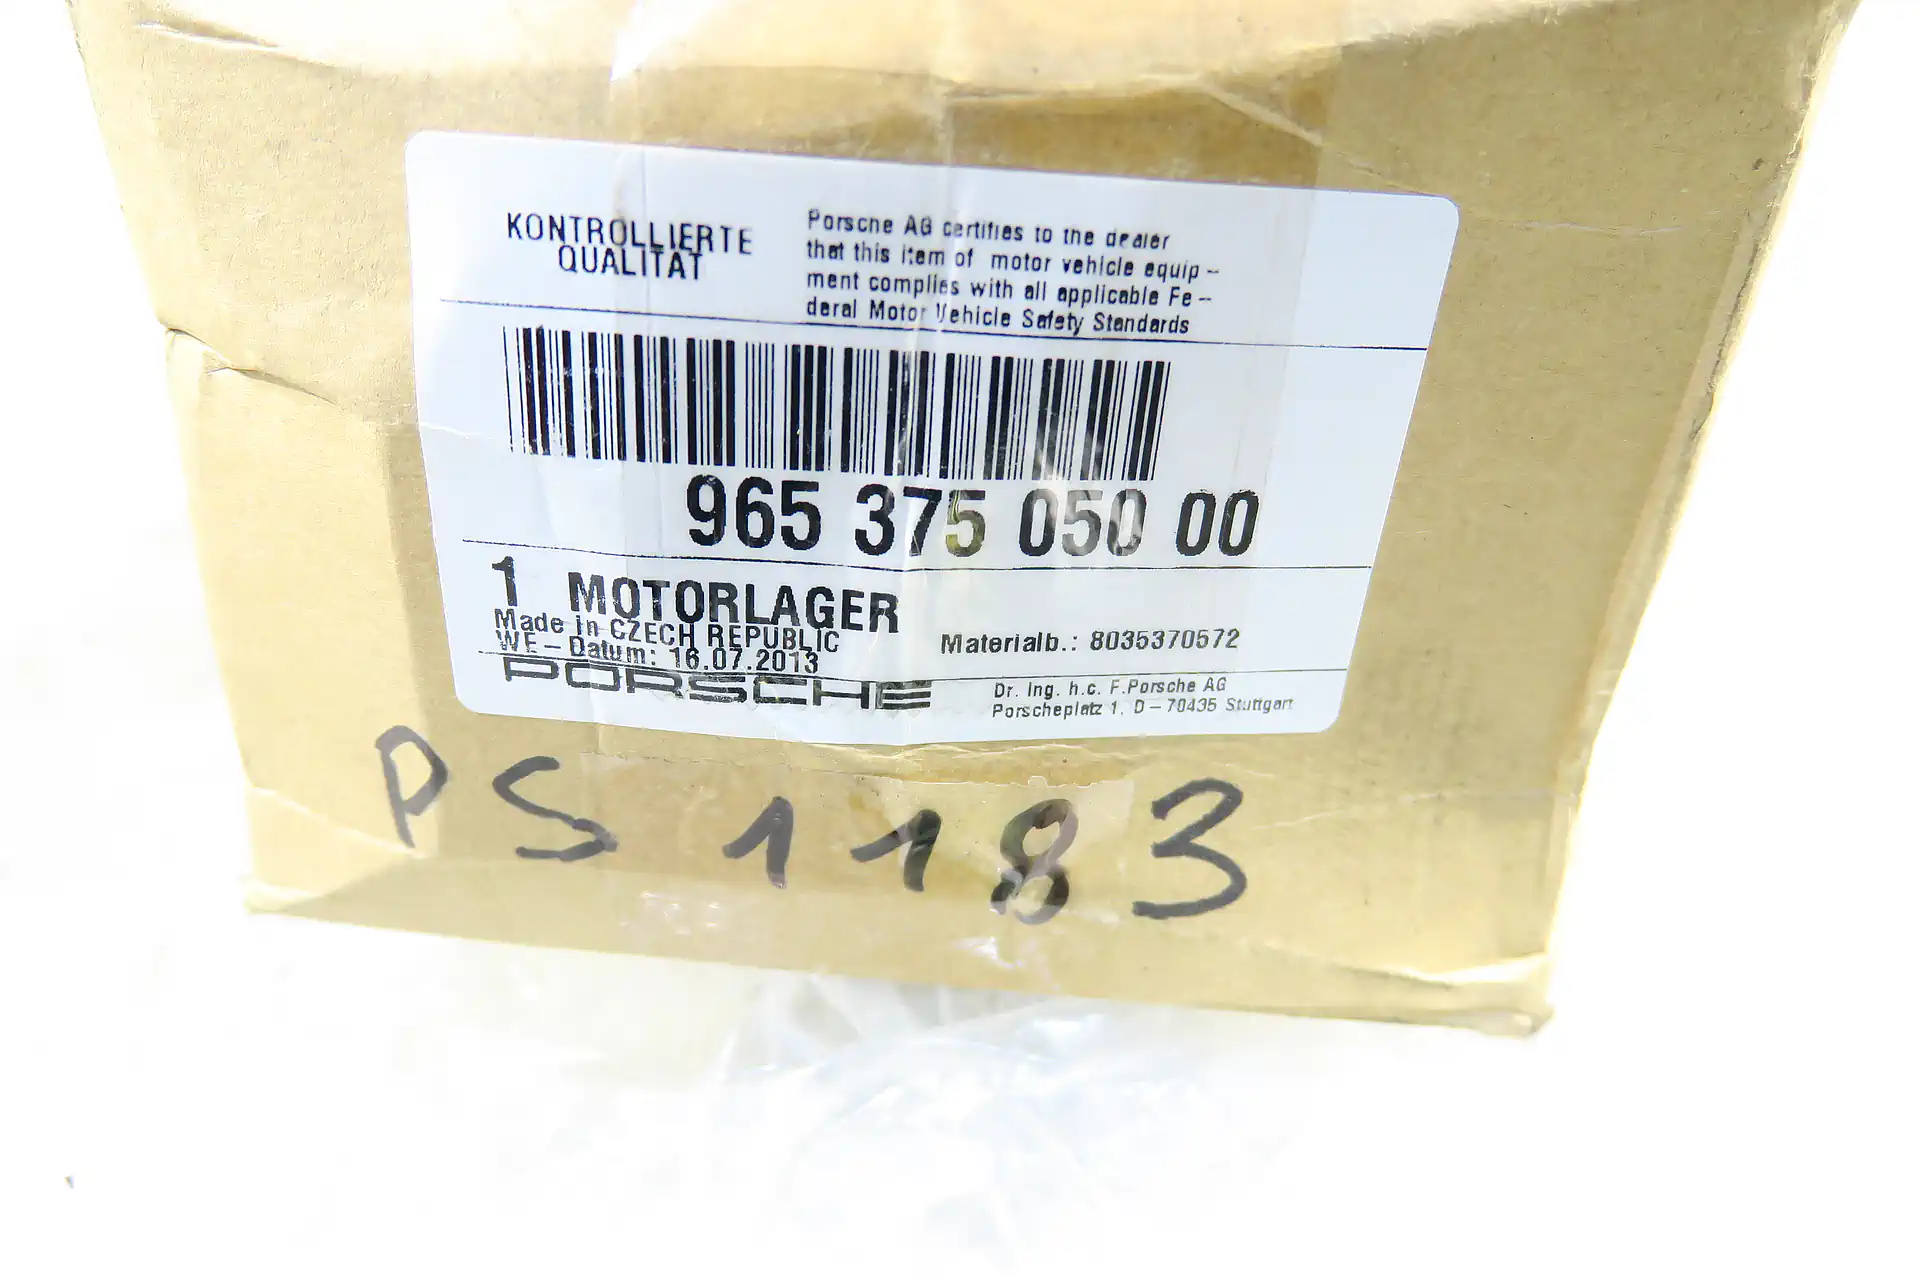 KONTROLLIERTE
QUALITÄT
Porsche AG certifies to the dealer
that this item of motor vehicle equip-
ment complies with all applicable Fe-
deral Motor Vehicle Safety Standards
965 375 050 00
1 MOTORLAGER
Made in CZECH REPUBLIC
WE-Datum: 16.07.2013
Materialb.: 8035370572
PORSCHE
Dr. Ing. h.c. F.Porsche AG
Porscheplatz 1. D-70435 Stuttgart
PS 1183